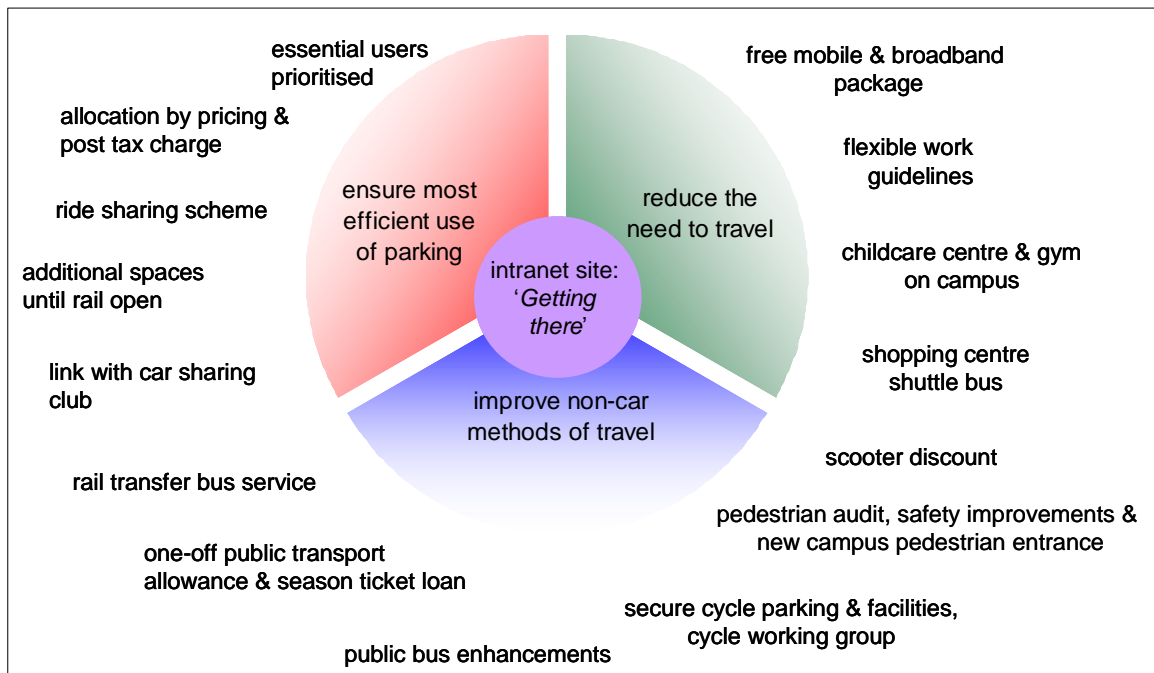 essential users
prioritised
allocation by pricing &
post tax charge
ride sharing scheme
additional spaces
until rail open
link with car sharing
club
ensure most
efficient use
of parking
reduce the
need to travel
intranet site:
‘Getting
there’
improve non-car
methods of travel
free mobile & broadband
package
flexible work
guidelines
childcare centre & gym
on campus
shopping centre
shuttle bus
scooter discount
pedestrian audit, safety improvements &
new campus pedestrian entrance
secure cycle parking & facilities,
cycle working group
public bus enhancements
one-off public transport
allowance & season ticket loan
rail transfer bus service